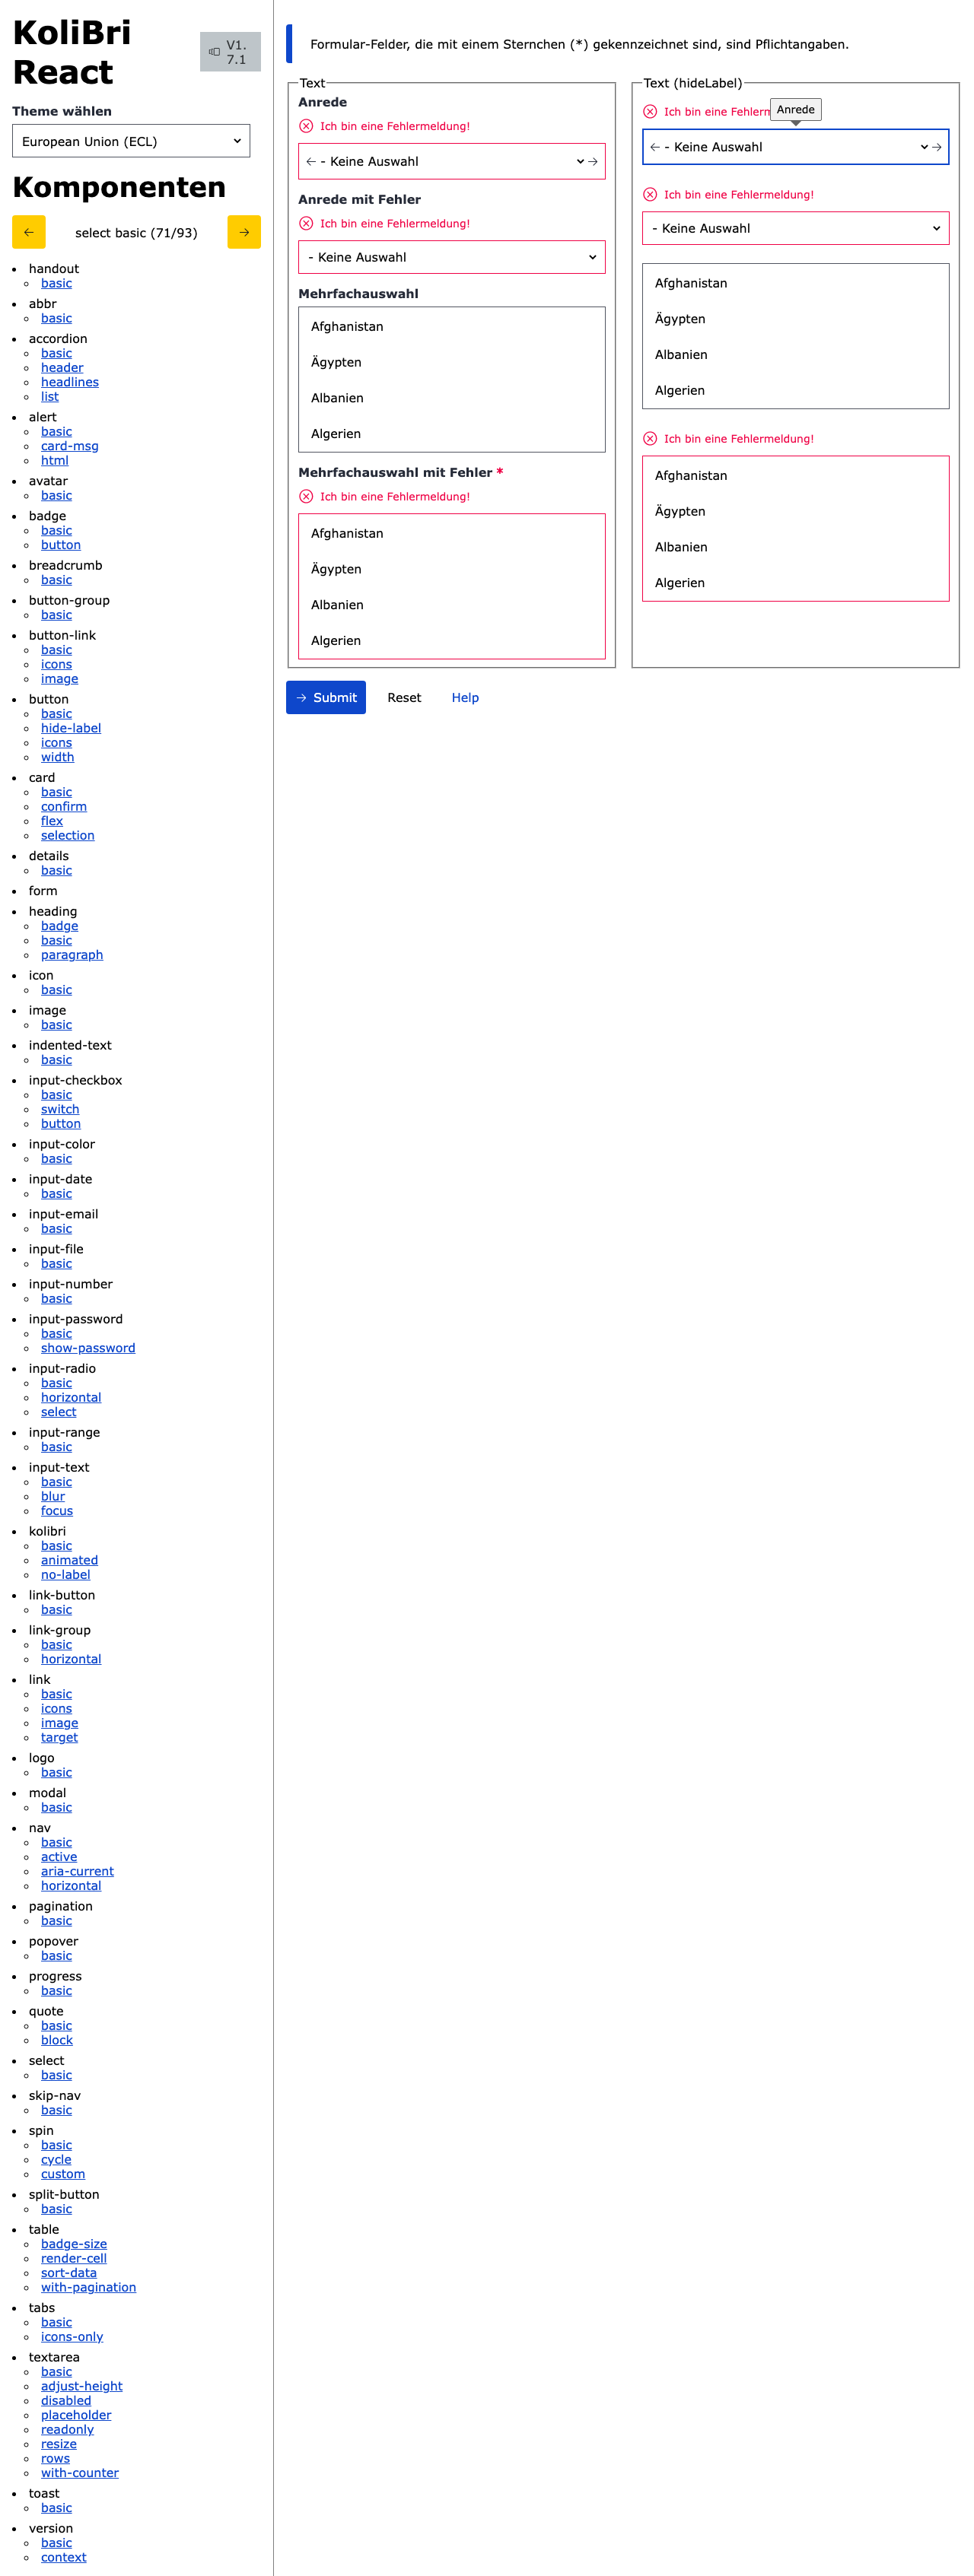 KoliBri
React
V1.
7.1
Theme wählen
European Union (ECL)
Komponenten
←
select basic (71/93)
→
handout
basic
abbr
basic
accordion
basic
header
headlines
list
alert
basic
card-msg
html
avatar
basic
badge
basic
button
breadcrumb
basic
button-group
basic
button-link
basic
icons
image
button
basic
hide-label
icons
width
card
basic
confirm
flex
selection
details
basic
form
heading
badge
basic
paragraph
icon
basic
image
basic
indented-text
basic
input-checkbox
basic
switch
button
input-color
basic
input-date
basic
input-email
basic
input-file
basic
input-number
basic
input-password
basic
show-password
input-radio
basic
horizontal
select
input-range
basic
input-text
basic
blur
focus
kolibri
basic
animated
no-label
link-button
basic
link-group
basic
horizontal
link
basic
icons
image
target
logo
basic
modal
basic
nav
basic
active
aria-current
horizontal
pagination
basic
popover
basic
progress
basic
quote
basic
block
select
basic
skip-nav
basic
spin
basic
cycle
custom
split-button
basic
table
badge-size
render-cell
sort-data
with-pagination
tabs
basic
icons-only
textarea
basic
adjust-height
disabled
placeholder
readonly
resize
rows
with-counter
toast
basic
version
basic
context
Formular-Felder, die mit einem Sternchen (*) gekennzeichnet sind, sind Pflichtangaben.
Text
Anrede
Ich bin eine Fehlermeldung!
← - Keine Auswahl →
Anrede mit Fehler
Ich bin eine Fehlermeldung!
- Keine Auswahl
Mehrfachauswahl
Afghanistan
Ägypten
Albanien
Algerien
Mehrfachauswahl mit Fehler *
Ich bin eine Fehlermeldung!
Afghanistan
Ägypten
Albanien
Algerien
Text (hideLabel)
Ich bin eine Fehlerm
Anrede
← - Keine Auswahl →
Ich bin eine Fehlermeldung!
- Keine Auswahl
Afghanistan
Ägypten
Albanien
Algerien
Ich bin eine Fehlermeldung!
Afghanistan
Ägypten
Albanien
Algerien
→ Submit
Reset
Help